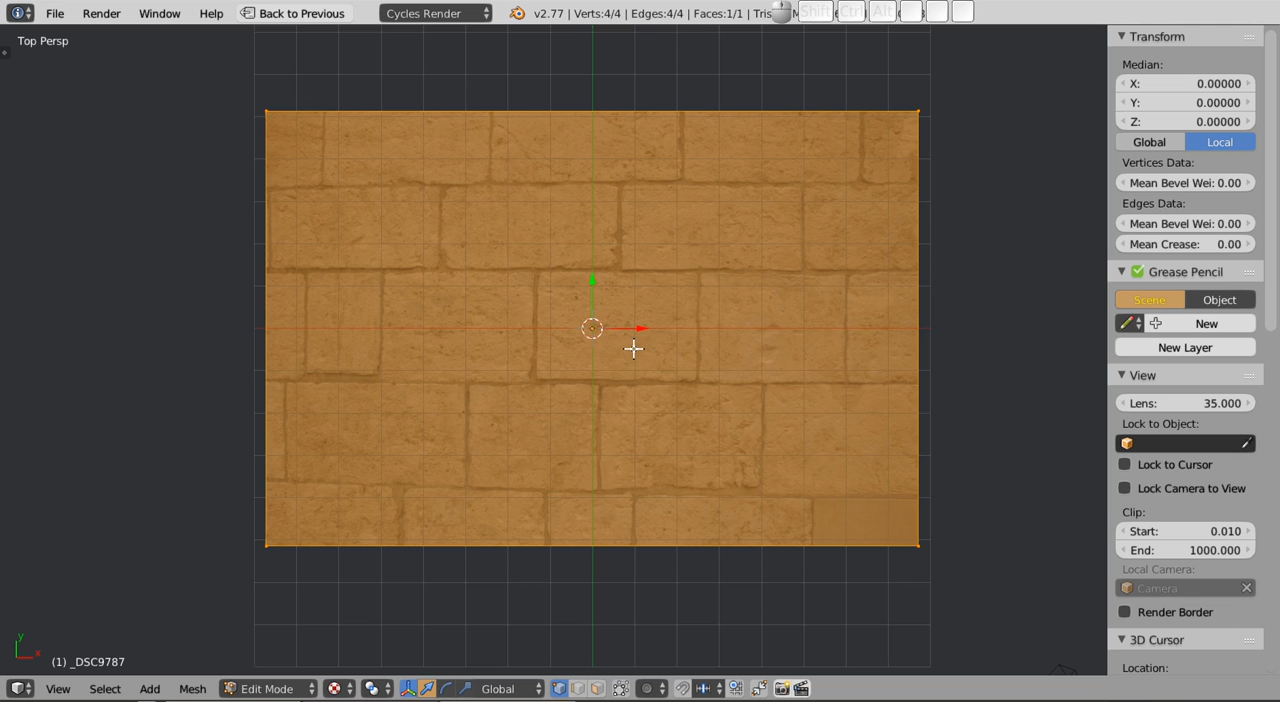 File Render Window Help Back to Previous Cycles Render v2.77 | Verts:4/4 | Edges:4/4 | Faces:1/1 | Tris Shift Ctrl Alt
Top Persp
Transform
Median:
X: 0.00000
Y: 0.00000
Z: 0.00000
Global Local
Vertices Data:
Mean Bevel Wei: 0.00
Edges Data:
Mean Bevel Wei: 0.00
Mean Crease: 0.00
Grease Pencil
Scene Object
New
New Layer
View
Lens: 35.000
Lock to Object:
Lock to Cursor
Lock Camera to View
Clip:
Start: 0.010
End: 1000.000
Local Camera:
Camera
Render Border
3D Cursor
Location:
y
x
(1) _DSC9787
View Select Add Mesh Edit Mode Global